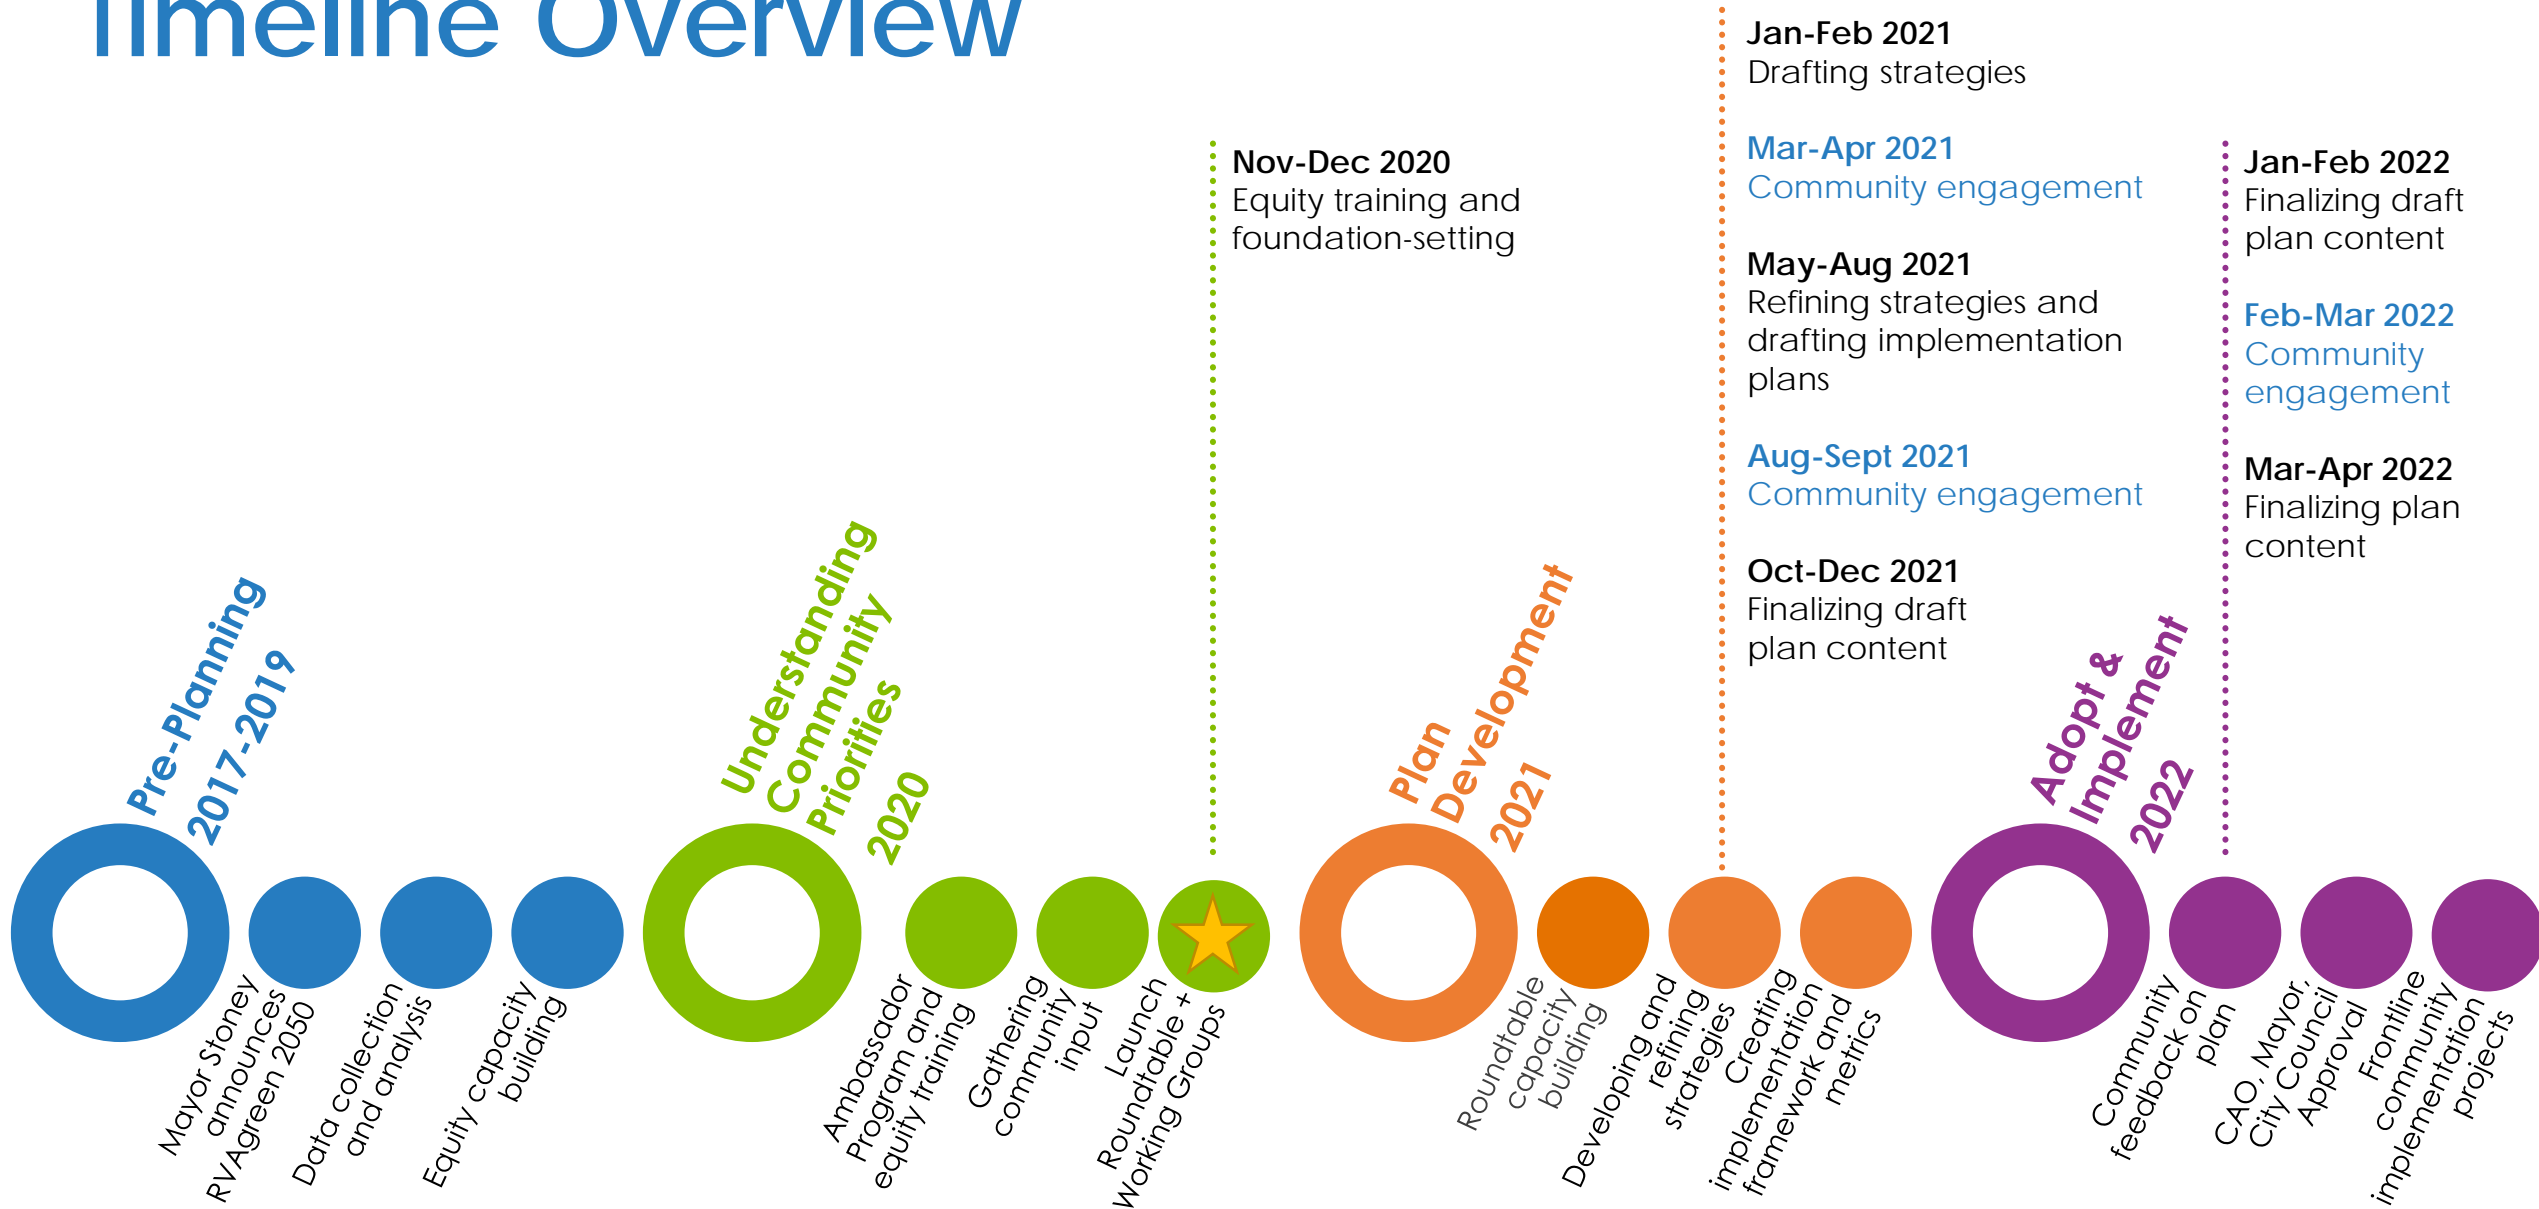 Timeline Overview
Pre-Planning
2017-2019
Mayor Stoney
announces
RVAgreen 2050
Data collection
and analysis
Equity capacity
building
Understanding
Community
Priorities
2020
Ambassador
Program and
equity training
Gathering
community
input
Launch
Roundtable +
Working Groups
Nov-Dec 2020
Equity training and
foundation-setting
Plan
Development
2021
Roundtable
capacity
building
Developing and
refining
strategies
Creating
implementation
framework and
metrics
Jan-Feb 2021
Drafting strategies
Mar-Apr 2021
Community engagement
May-Aug 2021
Refining strategies and
drafting implementation
plans
Aug-Sept 2021
Community engagement
Oct-Dec 2021
Finalizing draft
plan content
Adopt &
Implement
2022
Community
feedback on
plan
CAO, Mayor,
City Council
Approval
Frontline
community
implementation
projects
Jan-Feb 2022
Finalizing draft
plan content
Feb-Mar 2022
Community
engagement
Mar-Apr 2022
Finalizing plan
content